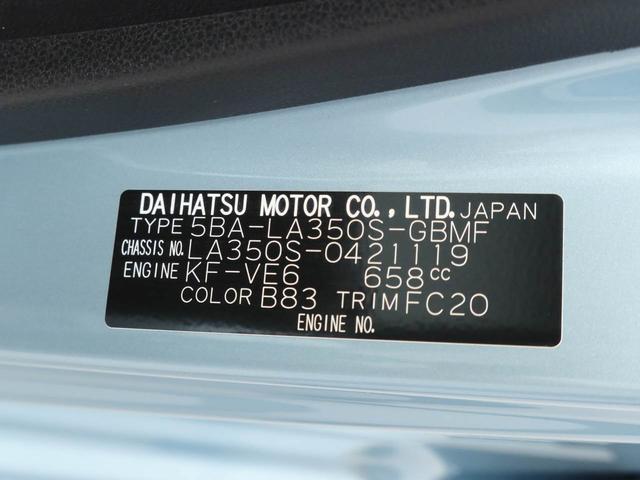 DAIHATSU MOTOR CO., LTD. JAPAN
TYPE 5BA-LA350S-GBMF
CHASSIS NO. LA350S-0421119
ENGINE KF-VE6 658cc
COLOR B83 TRIM FC20
ENGINE NO.